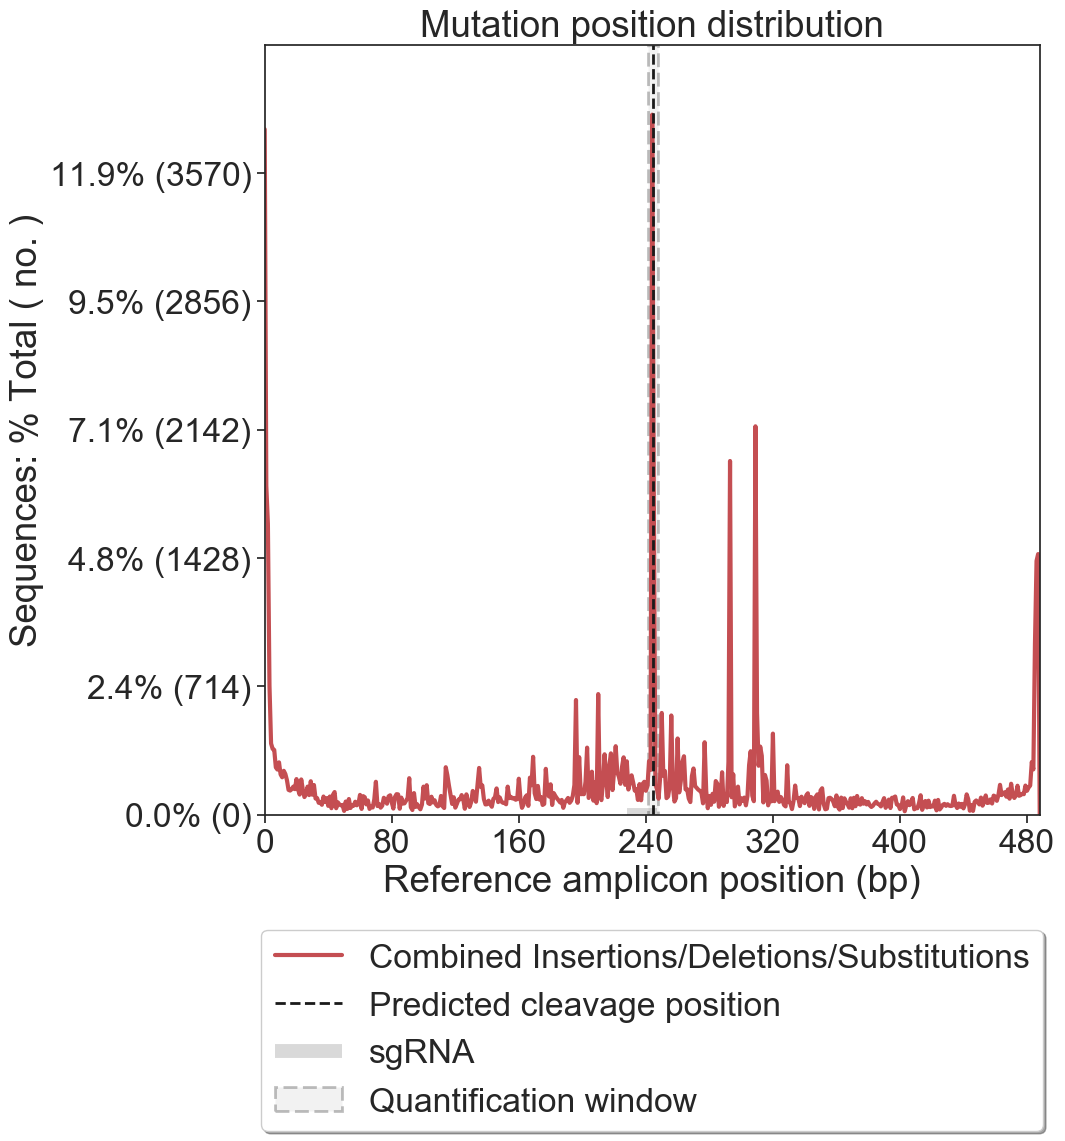 Mutation position distribution
Sequences: % Total ( no. )
11.9% (3570)
9.5% (2856)
7.1% (2142)
4.8% (1428)
2.4% (714)
0.0% (0)
0 80 160 240 320 400 480
Reference amplicon position (bp)
Combined Insertions/Deletions/Substitutions
Predicted cleavage position
sgRNA
Quantification window